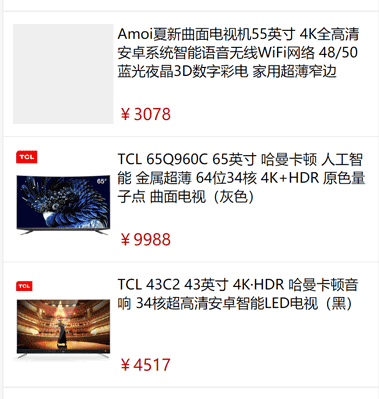 Amoi夏新曲面电视机55英寸 4K全高清
安卓系统智能语音无线WiFi网络 48/50
蓝光液晶3D数字彩电 家用超薄窄边
￥3078
TCL
65"
TCL 65Q960C 65英寸 哈曼卡顿 人工智
能 金属超薄 64位34核 4K+HDR 原色量
子点 曲面电视（灰色）
￥9988
TCL
TCL 43C2 43英寸 4K·HDR 哈曼卡顿音
响 34核超高清安卓智能LED电视（黑）
￥4517